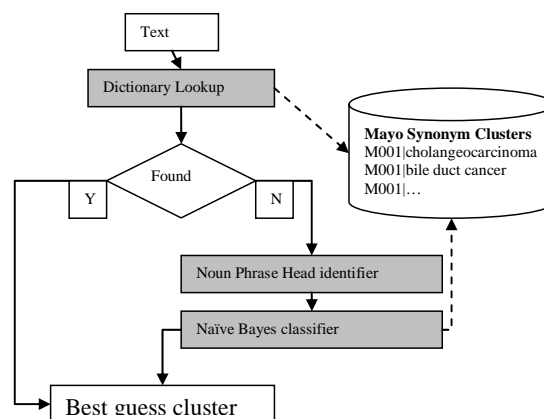 Text
Dictionary Lookup
Mayo Synonym Clusters
M001|cholangeocarcinoma
M001|bile duct cancer
M001|…
Found
Y
N
Noun Phrase Head identifier
Naïve Bayes classifier
Best guess cluster